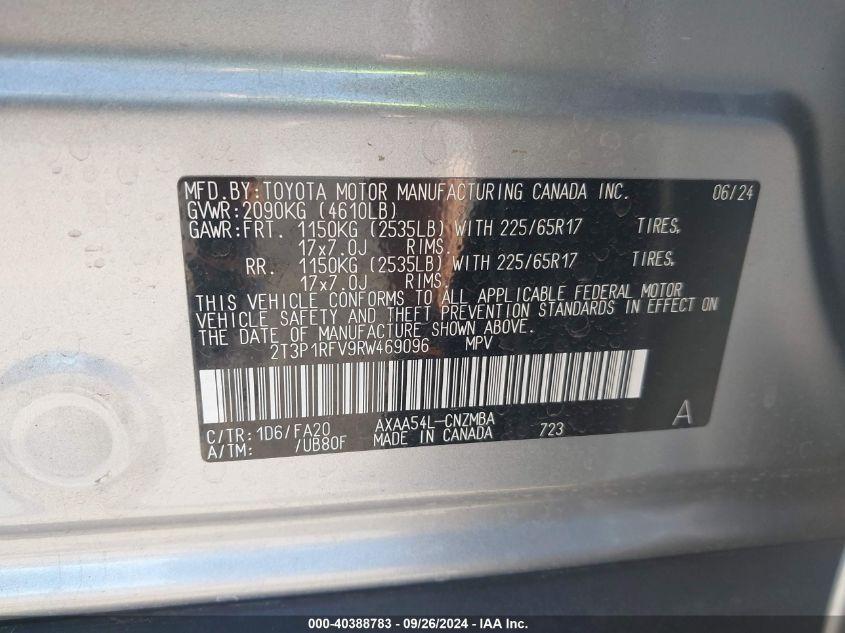 MFD. BY: TOYOTA MOTOR MANUFACTURING CANADA INC. 06/24
GVWR: 2090KG (4610LB)
GAWR: FRT. 1150KG (2535LB) WITH 225/65R17 TIRES,
17x7.0J RIMS.
RR. 1150KG (2535LB) WITH 225/65R17 TIRES,
17x7.0J RIMS.
THIS VEHICLE CONFORMS TO ALL APPLICABLE FEDERAL MOTOR
VEHICLE SAFETY AND THEFT PREVENTION STANDARDS IN EFFECT ON
THE DATE OF MANUFACTURE SHOWN ABOVE.
2T3P1RFV9RW469096 MPV
C/TR: 1D6/FA20 AXAA54L-CNZMBA A
A/TM: /UB80F MADE IN CANADA 723
000-40388783 - 09/26/2024 - IAA Inc.